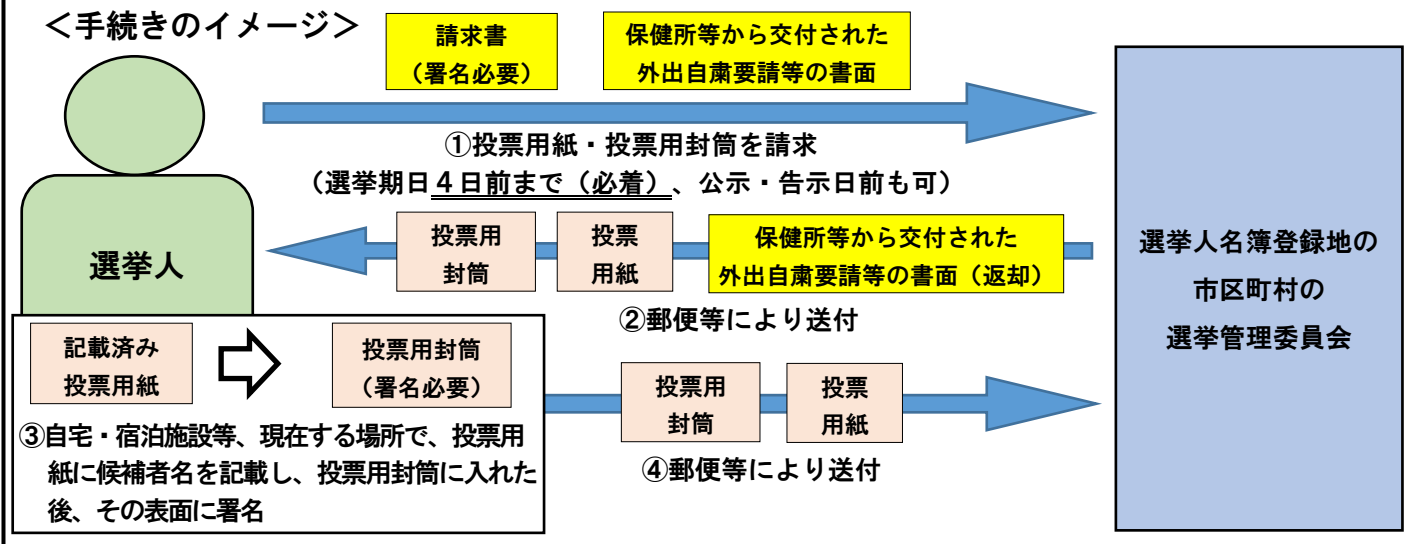 ＜手続きのイメージ＞
請求書
（署名必要）
保健所等から交付された
外出自粛要請等の書面
①投票用紙・投票用封筒を請求
（選挙期日４日前まで（必着）、公示・告示日前も可）
選挙人
投票用
封筒
投票
用紙
保健所等から交付された
外出自粛要請等の書面（返却）
②郵便等により送付
選挙人名簿登録地の
市区町村の
選挙管理委員会
記載済み
投票用紙
投票用封筒
（署名必要）
③自宅・宿泊施設等、現在する場所で、投票用
紙に候補者名を記載し、投票用封筒に入れた
後、その表面に署名
投票用
封筒
投票
用紙
④郵便等により送付